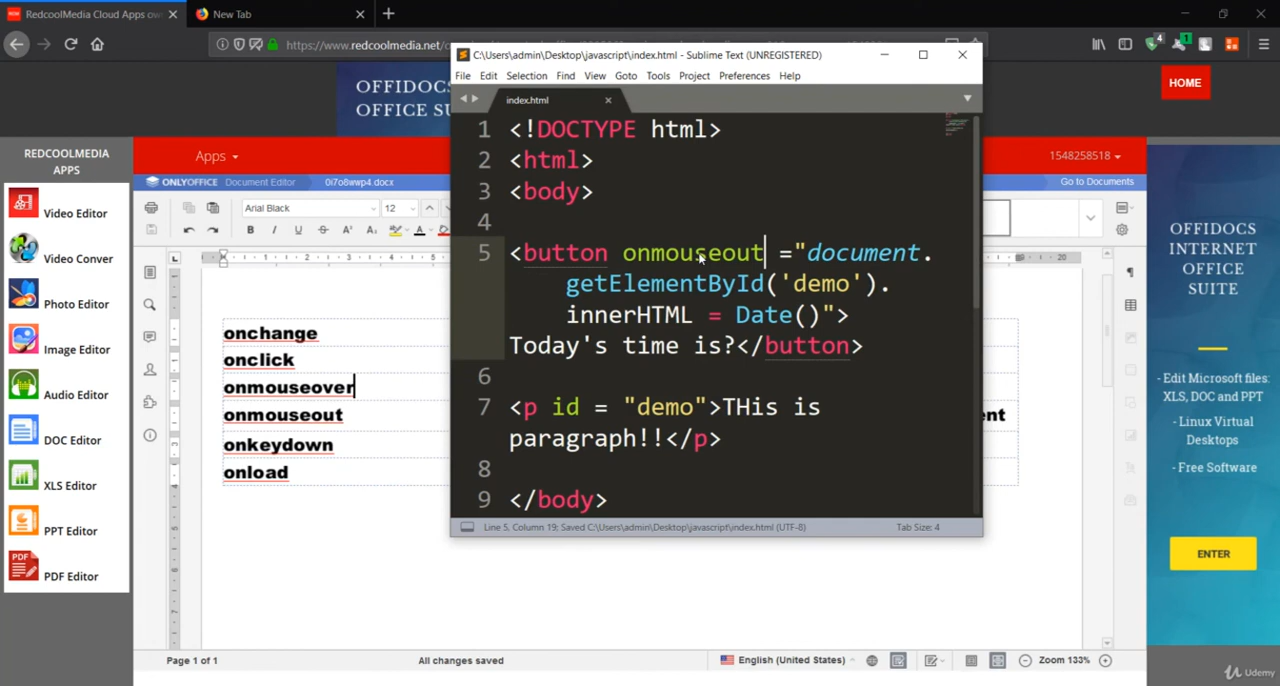 RedcoolMedia Cloud Apps ow
New Tab
https://www.redcoolmedia.net/
4
1
OFFIDOCS
OFFICE SU
HOME
C:\Users\admin\Desktop\javascript\index.html - Sublime Text (UNREGISTERED)
File Edit Selection Find View Goto Tools Project Preferences Help
index.html
1 <!DOCTYPE html>
2 <html>
3 <body>
4
5 <button onmouseout ="document.
getElementById('demo').
innerHTML = Date()">
Today's time is?</button>
6
7 <p id = "demo">THis is
paragraph!!</p>
8
9 </body>
Line 5, Column 19; Saved C:\Users\admin\Desktop\javascript\index.html (UTF-8)
Tab Size: 4
REDCOOLMEDIA
APPS
Video Editor
Video Conver
Photo Editor
Image Editor
Audio Editor
DOC Editor
XLS Editor
PPT Editor
PDF
PDF Editor
Apps
1548258518
ONLYOFFICE Document Editor
0i7o8wwp4.docx
Go to Documents
Arial Black
12
onchange
onclick
onmouseover
onmouseout
ent
onkeydown
onload
Page 1 of 1
All changes saved
English (United States)
Zoom 133%
OFFIDOCS
INTERNET
OFFICE
SUITE
- Edit Microsoft files:
XLS, DOC and PPT
- Linux Virtual
Desktops
- Free Software
ENTER
Udemy